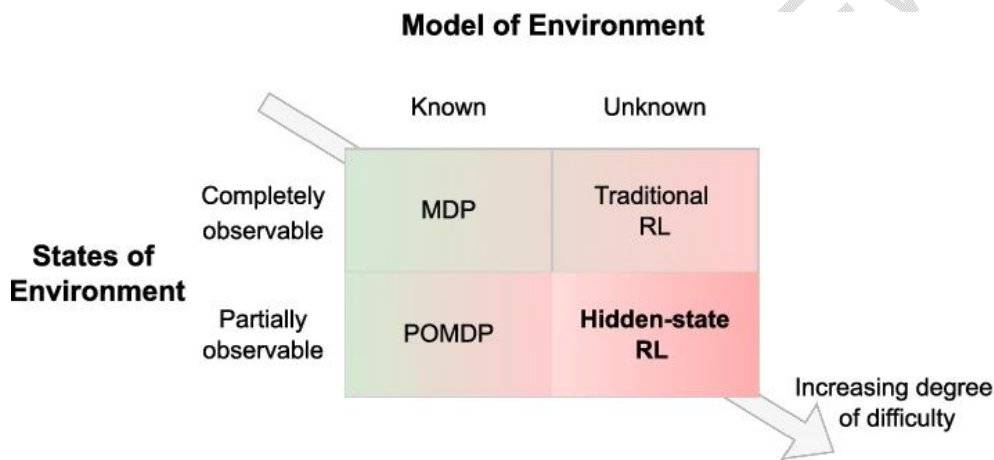 Model of Environment
Known
Unknown
Completely
observable
MDP
Traditional
RL
States of
Environment
Partially
observable
POMDP
Hidden-state
RL
Increasing degree
of difficulty